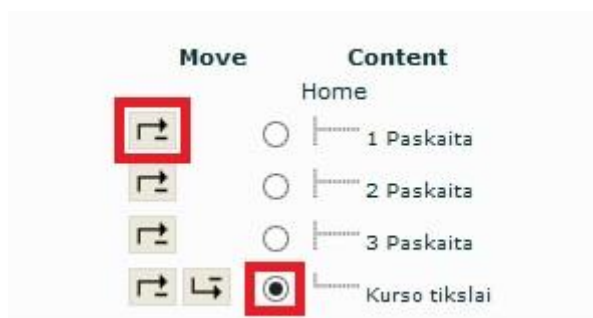 Move Content
Home
1 Paskaita
2 Paskaita
3 Paskaita
Kurso tikslai